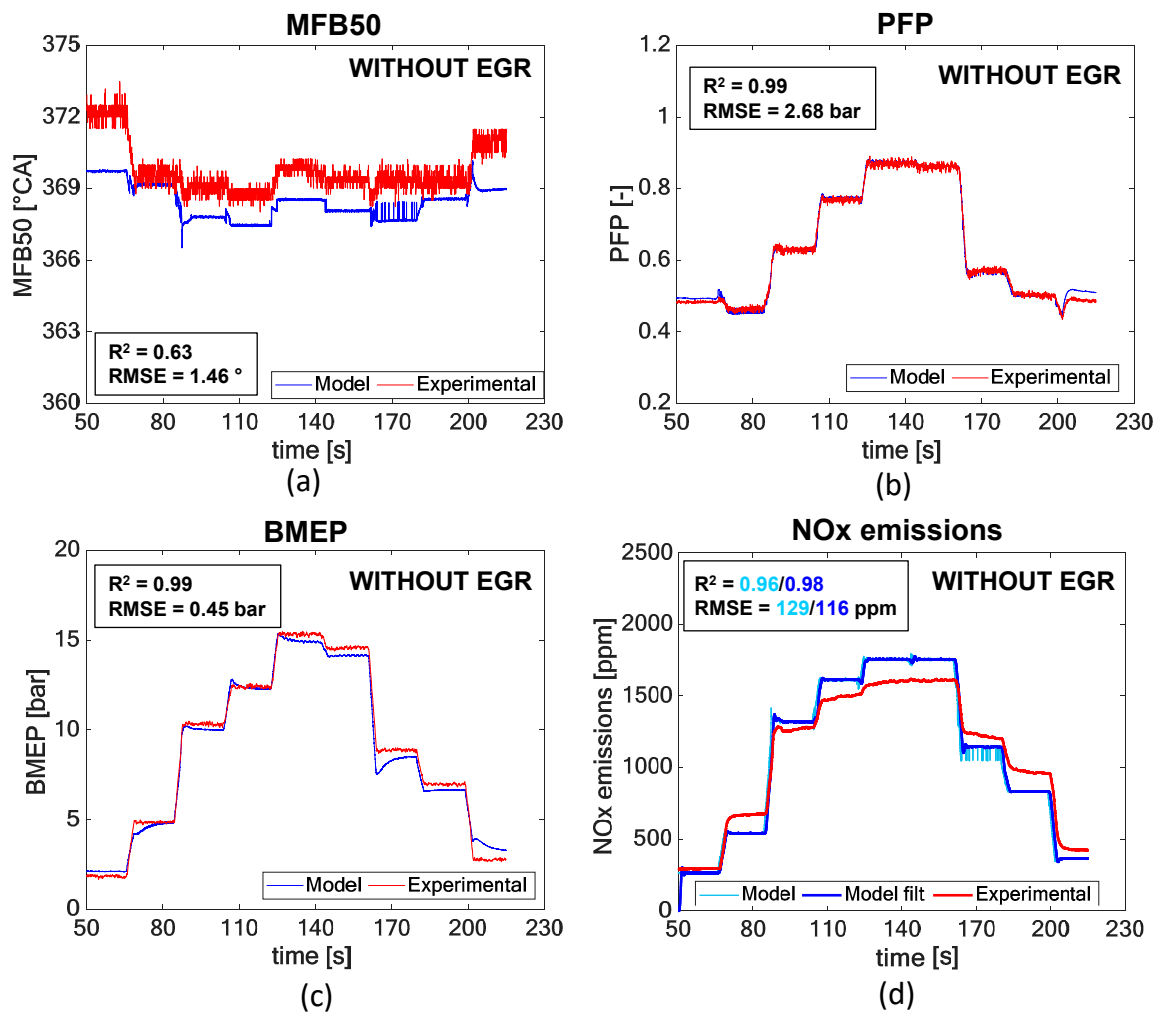 MFB50
WITHOUT EGR
MFB50 [°CA]
375
372
369
366
363
360
R² = 0.63
RMSE = 1.46 °
Model Experimental
50 80 110 140 170 200 230
time [s]
(a)
PFP
WITHOUT EGR
R² = 0.99
RMSE = 2.68 bar
PFP [-]
1.2
1
0.8
0.6
0.4
0.2
Model Experimental
50 80 110 140 170 200 230
time [s]
(b)
BMEP
R² = 0.99
RMSE = 0.45 bar
WITHOUT EGR
BMEP [bar]
20
15
10
5
0
Model Experimental
50 80 110 140 170 200 230
time [s]
(c)
NOx emissions
R² = 0.96/0.98
RMSE = 129/116 ppm
WITHOUT EGR
NOx emissions [ppm]
2500
2000
1500
1000
500
0
Model Model filt Experimental
50 80 110 140 170 200 230
time [s]
(d)